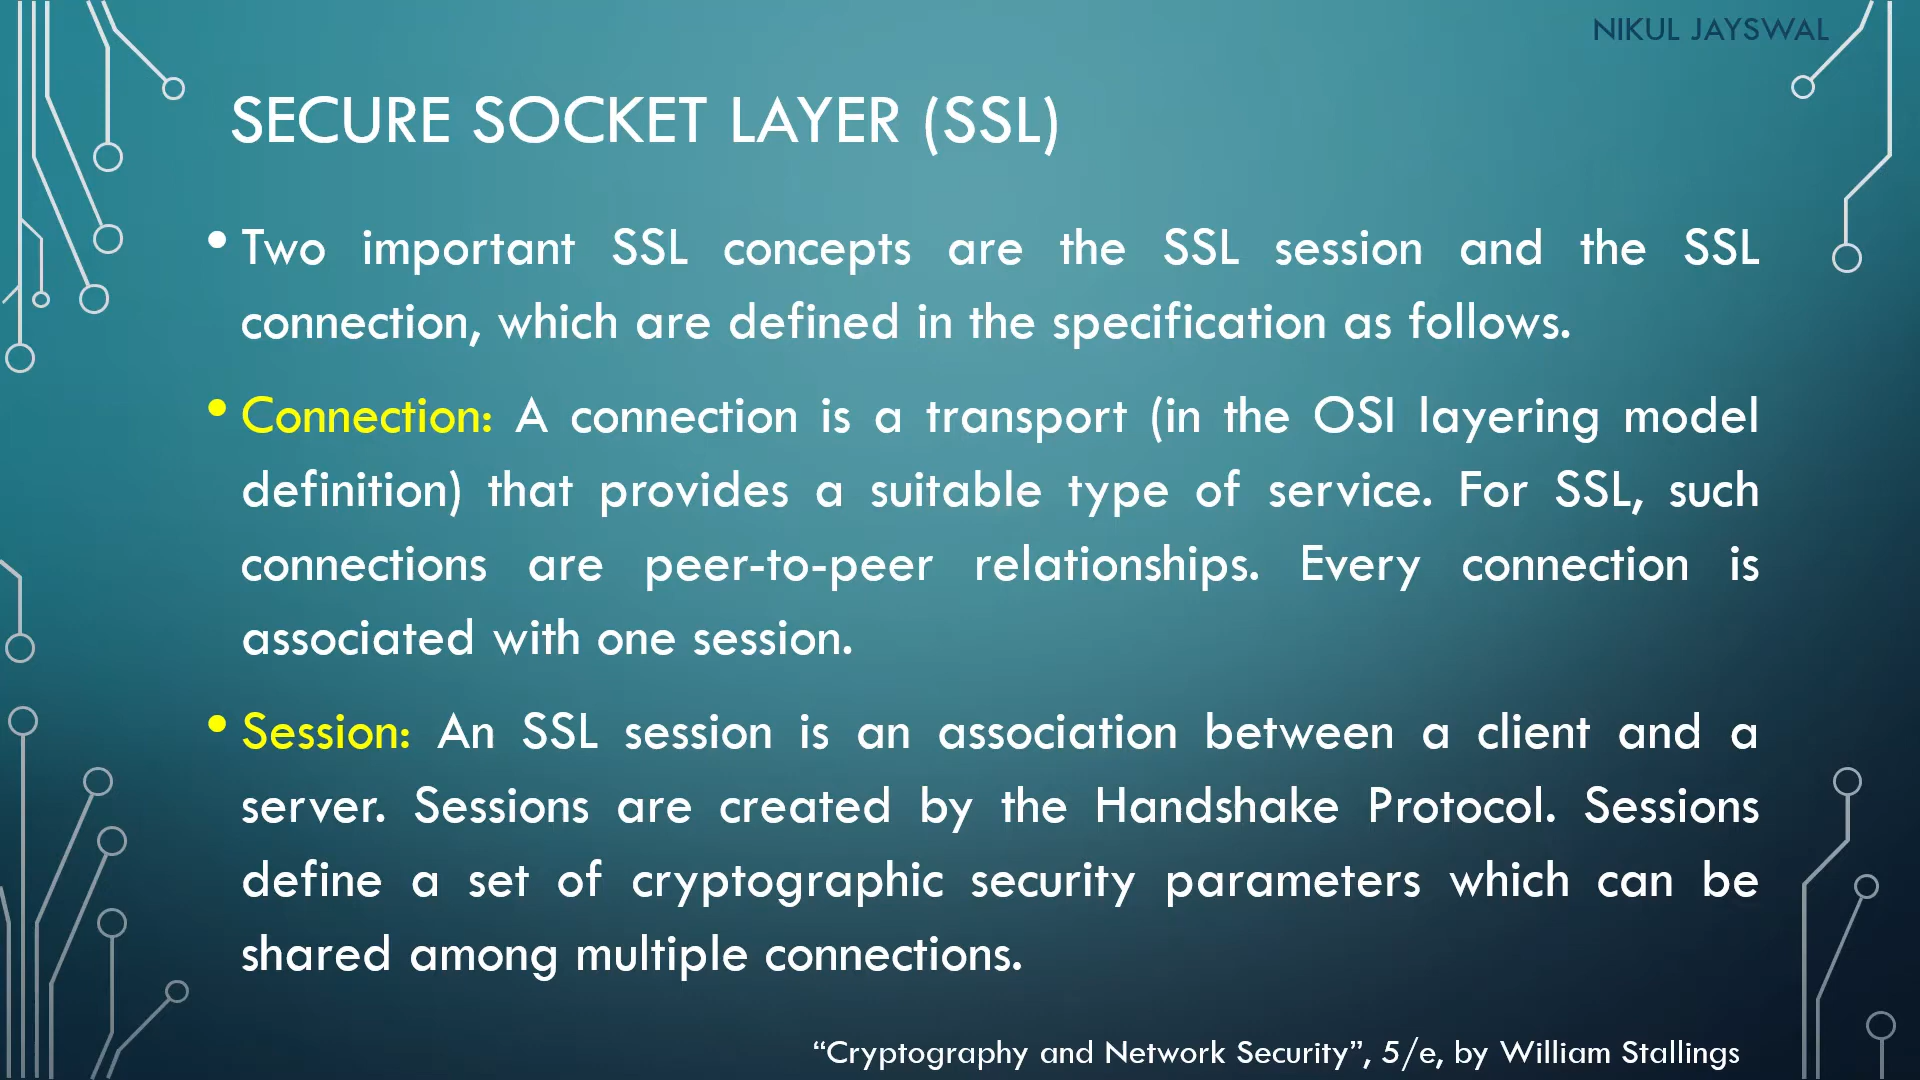 NIKUL JAYSWAL
SECURE SOCKET LAYER (SSL)
• Two important SSL concepts are the SSL session and the SSL
connection, which are defined in the specification as follows.
• Connection: A connection is a transport (in the OSI layering model
definition) that provides a suitable type of service. For SSL, such
connections are peer-to-peer relationships. Every connection is
associated with one session.
• Session: An SSL session is an association between a client and a
server. Sessions are created by the Handshake Protocol. Sessions
define a set of cryptographic security parameters which can be
shared among multiple connections.
“Cryptography and Network Security”, 5/e, by William Stallings